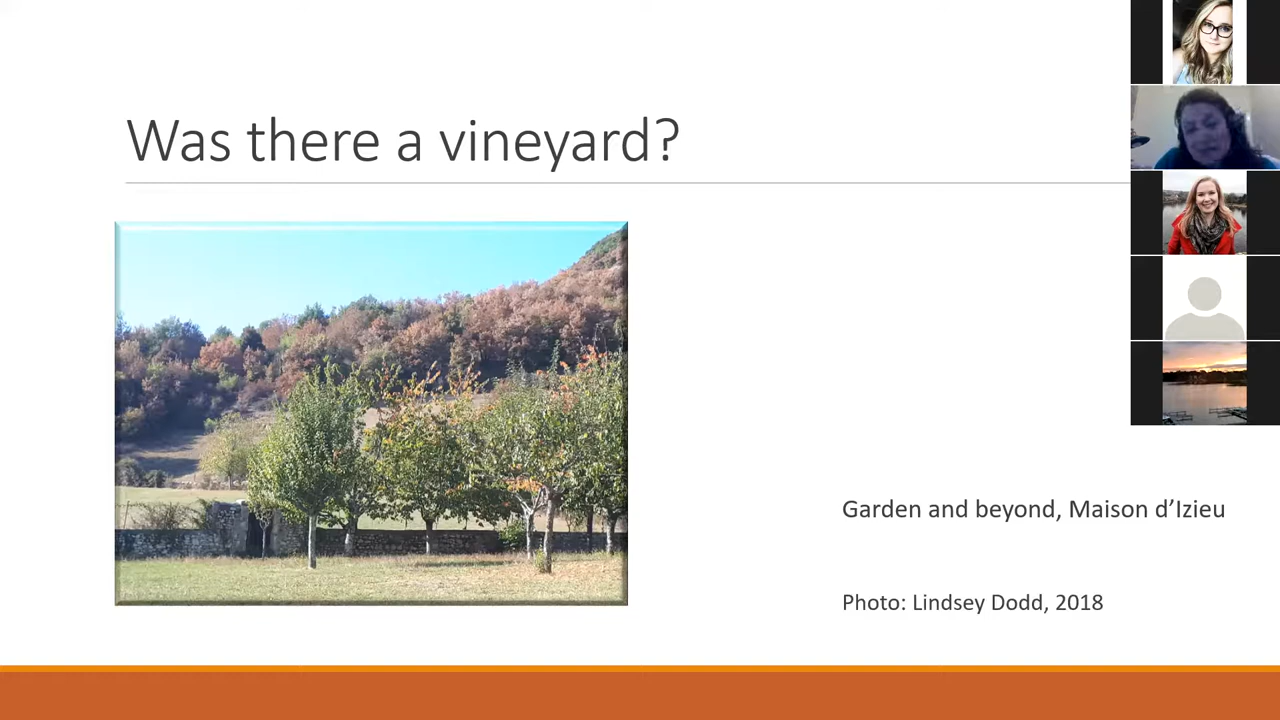 Was there a vineyard?
Garden and beyond, Maison d’Izieu
Photo: Lindsey Dodd, 2018